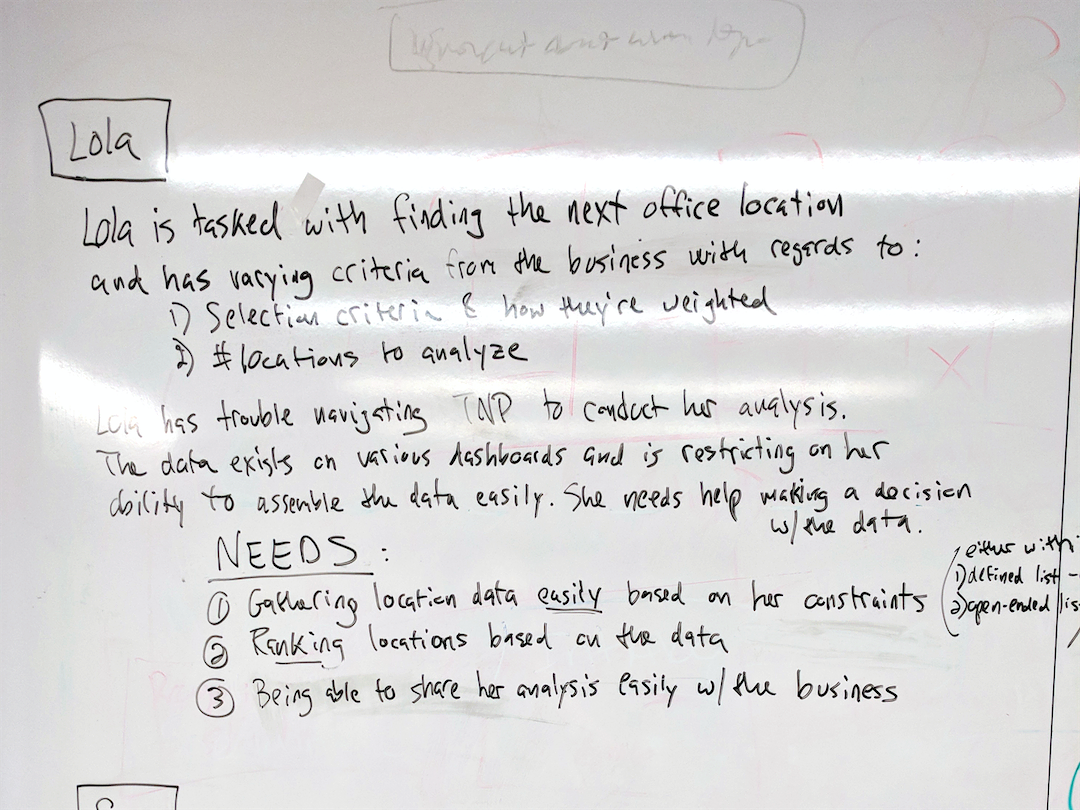 Lola
Lola is tasked with finding the next office location
and has varying criteria from the business with regards to:
1) Selection criteria & how they're weighted
2) # locations to analyze
Lola has trouble navigating TNP to conduct her analysis.
The data exists on various dashboards and is restricting on her
ability to assemble the data easily. She needs help making a decision
w/ the data.
NEEDS:
① Gathering location data easily based on her constraints
② Ranking locations based on the data
③ Being able to share her analysis easily w/ the business
either with
1) defined list -
2) open-ended